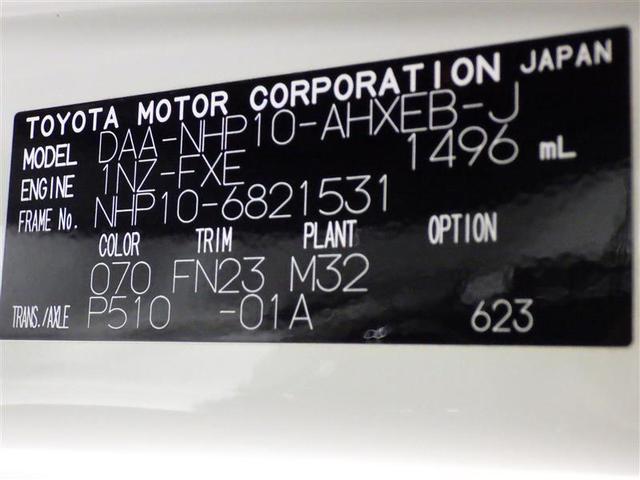 TOYOTA MOTOR CORPORATION JAPAN
MODEL DAA-NHP10-AHXEB-J
ENGINE 1NZ-FXE 1496 mL
FRAME No. NHP10-6821531
COLOR TRIM PLANT OPTION
070 FN23 M32
TRANS./AXLE P510 -01A 623